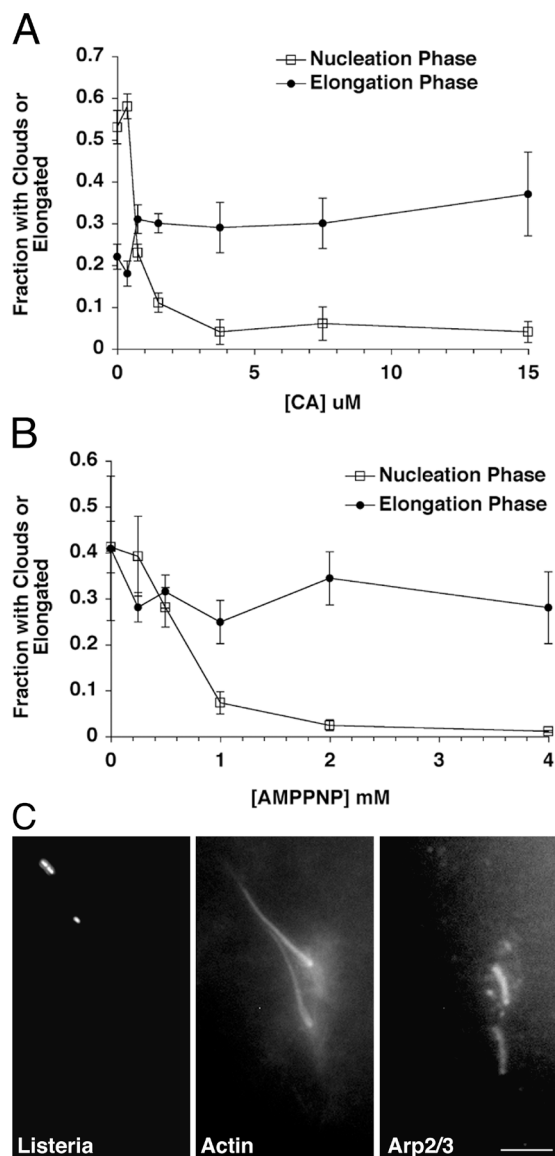 A
Nucleation Phase
Elongation Phase
Fraction with Clouds or
Elongated
0.7
0.6
0.5
0.4
0.3
0.2
0.1
0
0 5 10 15
[CA] uM
B
Nucleation Phase
Elongation Phase
Fraction with Clouds or
Elongated
0.6
0.5
0.4
0.3
0.2
0.1
0
0 1 2 3 4
[AMPPNP] mM
C
Listeria Actin Arp2/3